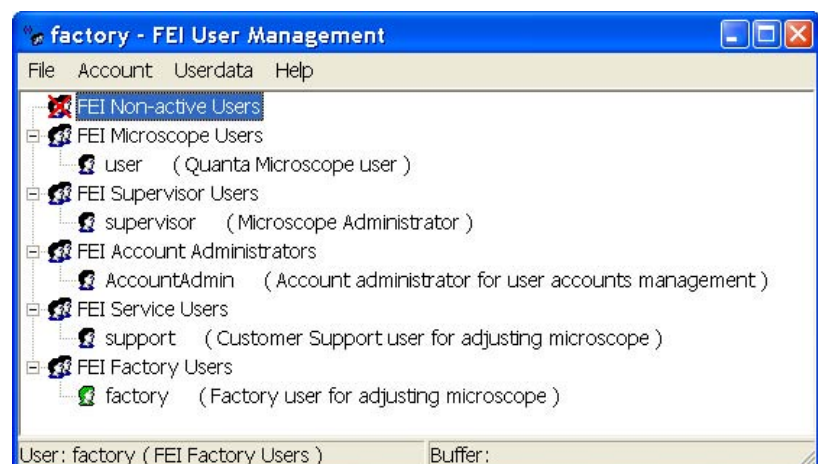 factory - FEI User Management
File Account Userdata Help
FEI Non-active Users
FEI Microscope Users
user ( Quanta Microscope user )
FEI Supervisor Users
supervisor ( Microscope Administrator )
FEI Account Administrators
AccountAdmin ( Account administrator for user accounts management )
FEI Service Users
support ( Customer Support user for adjusting microscope )
FEI Factory Users
factory ( Factory user for adjusting microscope )
User: factory ( FEI Factory Users ) Buffer: